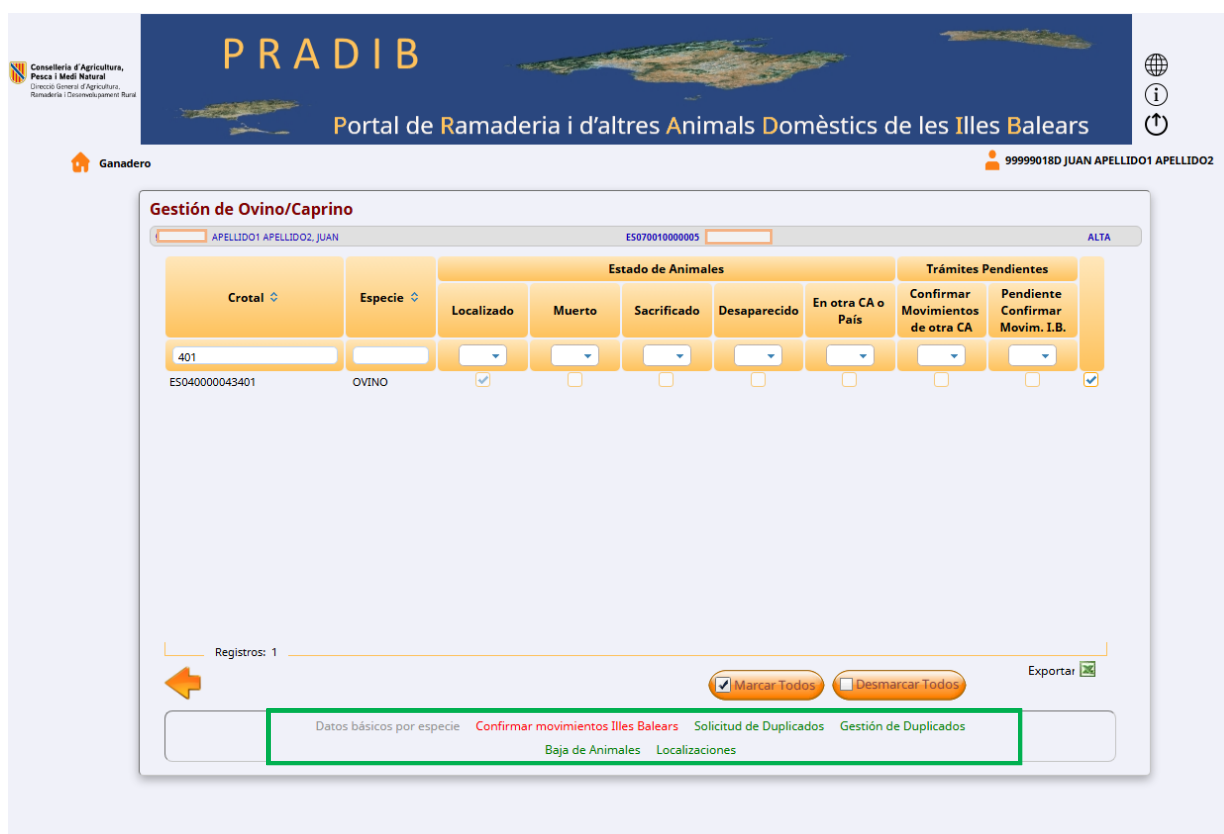 Conselleria d'Agricultura,
Pesca i Medi Natural
Direcció General d'Agricultura,
Ramaderia i Desenvolupament Rural
PRADIB
Portal de Ramaderia i d'altres Animals Domèstics de les Illes Balears
Ganadero
99999018D JUAN APELLIDO1 APELLIDO2
Gestión de Ovino/Caprino
APELLIDO1 APELLIDO2, JUAN ES070010000005 ALTA
Estado de Animales Trámites Pendientes
Crotal Especie Localizado Muerto Sacrificado Desaparecido En otra CA o País Confirmar Movimientos de otra CA Pendiente Confirmar Movim. I.B.
401
ES040000043401 OVINO
Registros: 1
Marcar Todos Desmarcar Todos Exportar
Datos básicos por especie Confirmar movimientos Illes Balears Solicitud de Duplicados Gestión de Duplicados
Baja de Animales Localizaciones